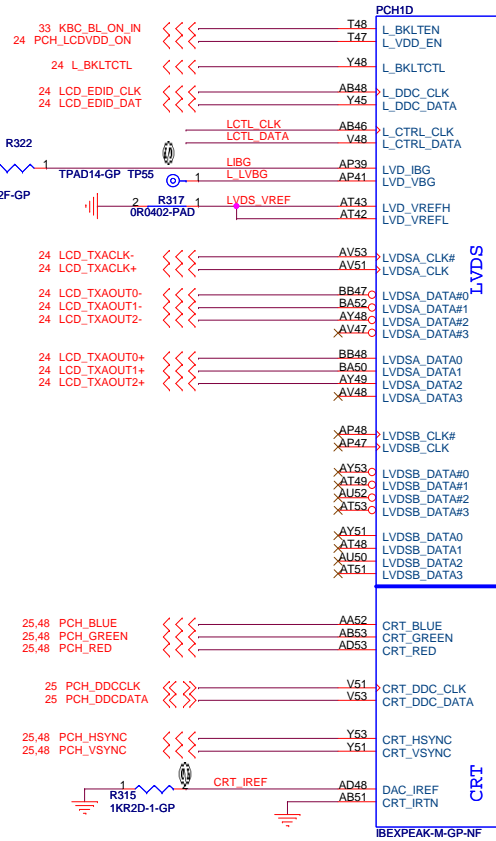 PCH1D
33 KBC_BL_ON_IN T48 L_BKLTEN
24 PCH_LCDVDD_ON T47 L_VDD_EN
24 L_BKLTCTL Y48 L_BKLTCTL
24 LCD_EDID_CLK AB48 L_DDC_CLK
24 LCD_EDID_DAT Y45 L_DDC_DATA
LCTL_CLK AB46 L_CTRL_CLK
LCTL_DATA V48 L_CTRL_DATA
R322
1 LIBG AP39 LVD_IBG
TPAD14-GP TP55 1 L_LVBG AP41 LVD_VBG
2F-GP
2 R317 1 LVDS_VREF AT43 LVD_VREFH
0R0402-PAD AT42 LVD_VREFL
LVDS
24 LCD_TXACLK- AV53 LVDSA_CLK#
24 LCD_TXACLK+ AV51 LVDSA_CLK
24 LCD_TXAOUT0- BB47 LVDSA_DATA#0
24 LCD_TXAOUT1- BA52 LVDSA_DATA#1
24 LCD_TXAOUT2- AY48 LVDSA_DATA#2
AV47 LVDSA_DATA#3
24 LCD_TXAOUT0+ BB48 LVDSA_DATA0
24 LCD_TXAOUT1+ BA50 LVDSA_DATA1
24 LCD_TXAOUT2+ AY49 LVDSA_DATA2
AV48 LVDSA_DATA3
AP48 LVDSB_CLK#
AP47 LVDSB_CLK
AY53 LVDSB_DATA#0
AT49 LVDSB_DATA#1
AU52 LVDSB_DATA#2
AT53 LVDSB_DATA#3
AY51 LVDSB_DATA0
AT48 LVDSB_DATA1
AU50 LVDSB_DATA2
AT51 LVDSB_DATA3
25,48 PCH_BLUE AA52 CRT_BLUE
25,48 PCH_GREEN AB53 CRT_GREEN
25,48 PCH_RED AD53 CRT_RED
25 PCH_DDCCLK V51 CRT_DDC_CLK
25 PCH_DDCDATA V53 CRT_DDC_DATA
25,48 PCH_HSYNC Y53 CRT_HSYNC
25,48 PCH_VSYNC Y51 CRT_VSYNC
CRT
1 2 CRT_IREF AD48 DAC_IREF
R315 AB51 CRT_IRTN
1KR2D-1-GP
IBEXPEAK-M-GP-NF